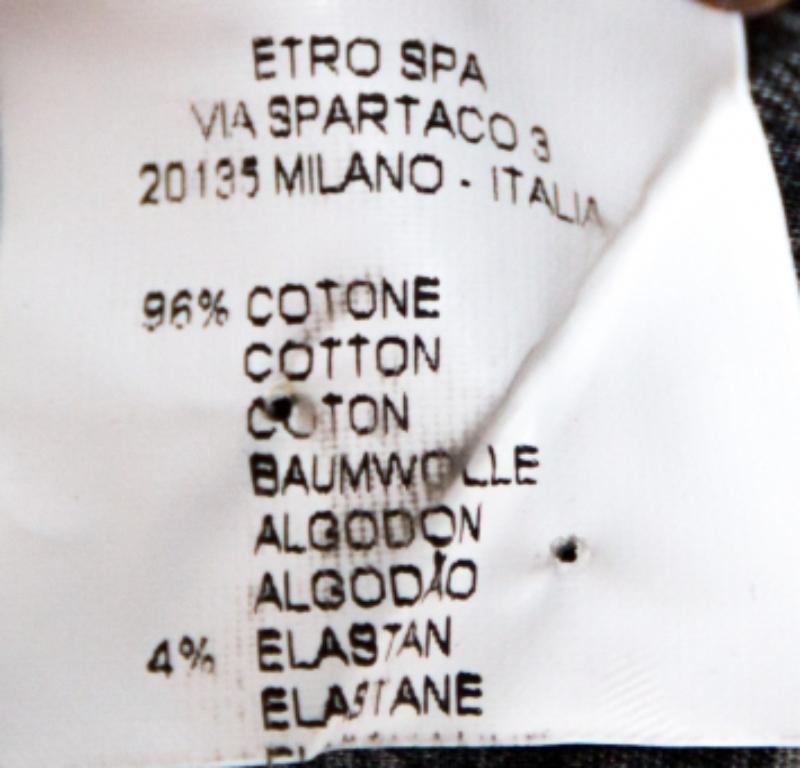 ETRO SPA
VIA SPARTACO 3
20135 MILANO - ITALIA
96% COTONE
COTTON
COTON
BAUMWOLLE
ALGODON
ALGODÃO
4% ELASTAN
ELASTANE